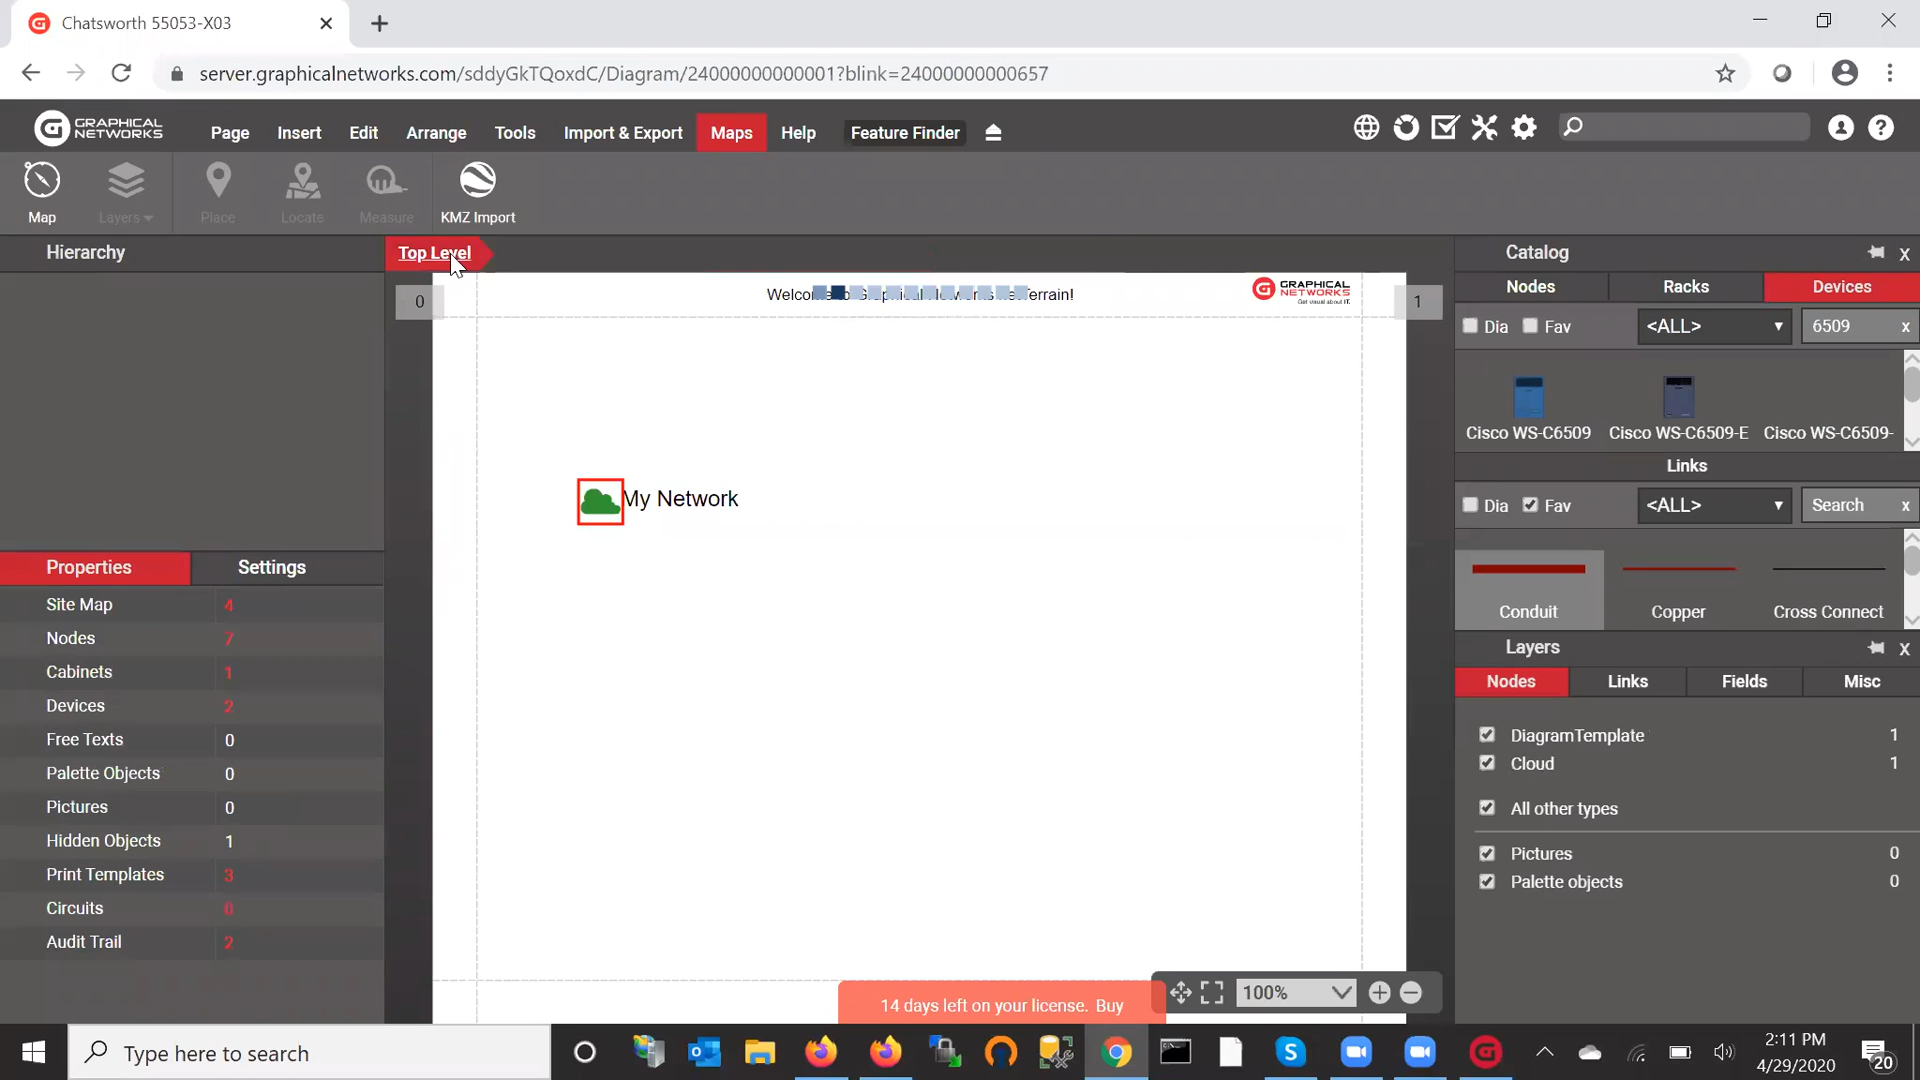 Chatsworth 55053-X03
server.graphicalnetworks.com/sddyGkTQoxdC/Diagram/24000000000001?blink=24000000000657
GRAPHICAL
NETWORKS
Page Insert Edit Arrange Tools Import & Export Maps Help Feature Finder
Map Layers Place Locate Measure KMZ Import
Hierarchy
Top Level
Catalog
0
1
GRAPHICAL
NETWORKS
Get visual about IT.
Nodes Racks Devices
Dia Fav <ALL> 6509 x
Cisco WS-C6509 Cisco WS-C6509-E Cisco WS-C6509-
Links
Dia Fav <ALL> Search x
Conduit Copper Cross Connect
My Network
Properties Settings
Site Map 4
Nodes 7
Cabinets 1
Devices 2
Free Texts 0
Palette Objects 0
Pictures 0
Hidden Objects 1
Print Templates 3
Circuits 0
Audit Trail 2
Layers
Nodes Links Fields Misc
DiagramTemplate 1
Cloud 1
All other types
Pictures 0
Palette objects 0
14 days left on your license. Buy
100%
Type here to search
2:11 PM
4/29/2020
20